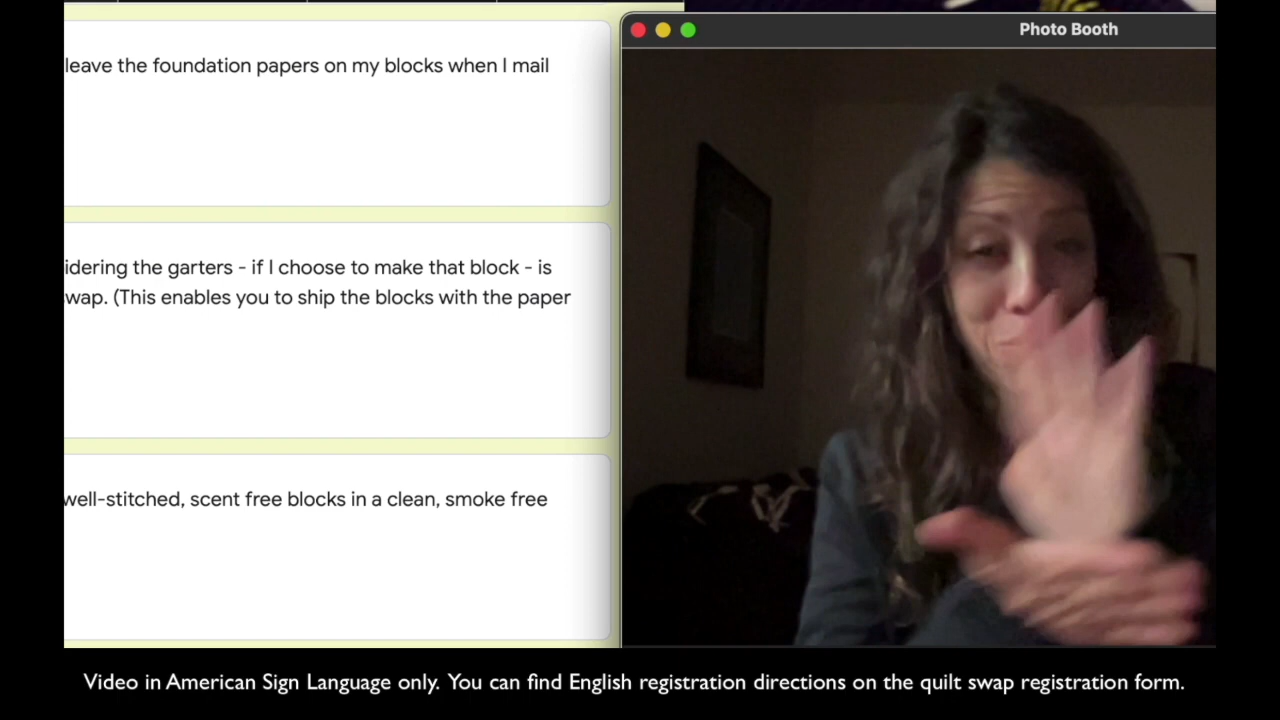 leave the foundation papers on my blocks when I mail
idering the garters - if I choose to make that block - is
wap. (This enables you to ship the blocks with the paper
well-stitched, scent free blocks in a clean, smoke free
Photo Booth
Video in American Sign Language only. You can find English registration directions on the quilt swap registration form.